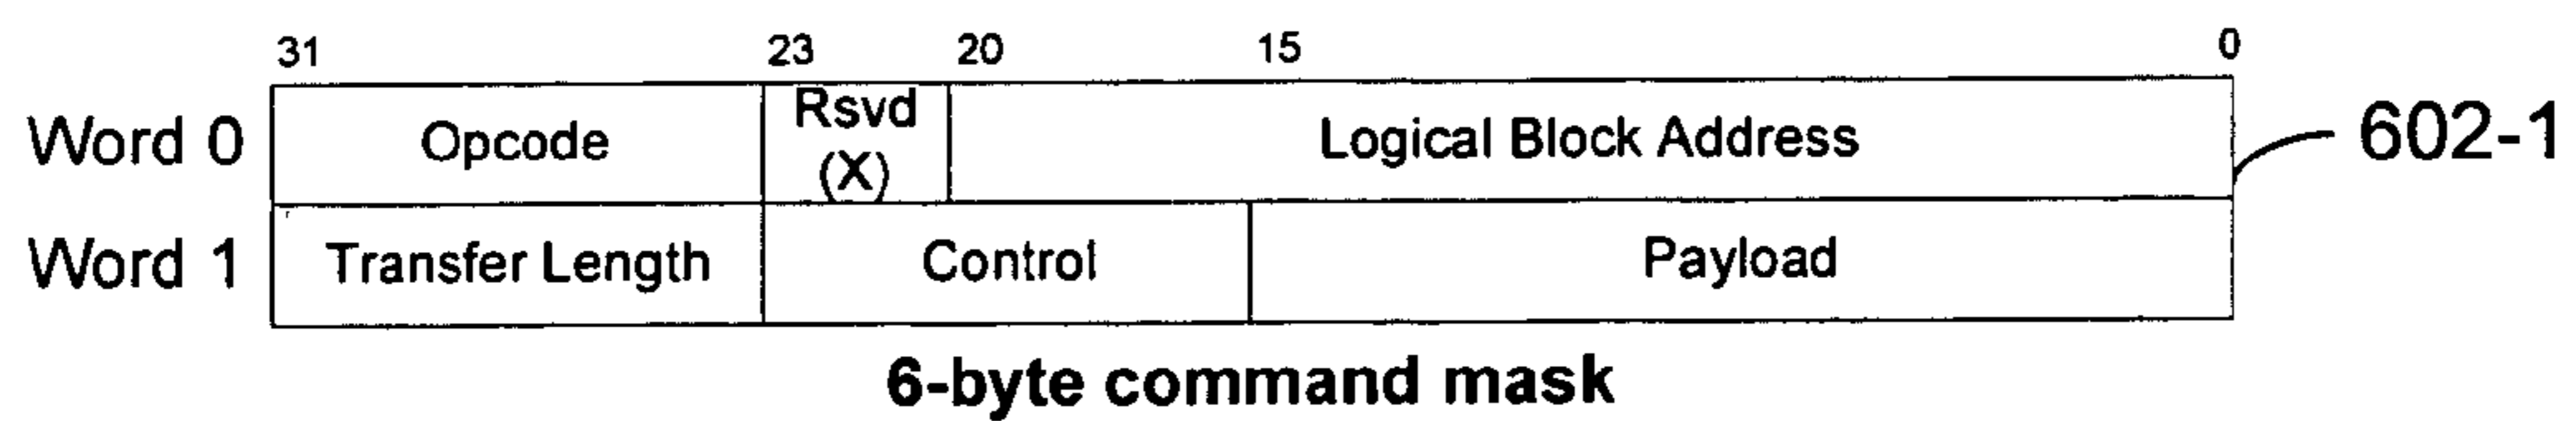 31 23 20 15 0
Word 0 Opcode Rsvd (X) Logical Block Address 602-1
Word 1 Transfer Length Control Payload
6-byte command mask